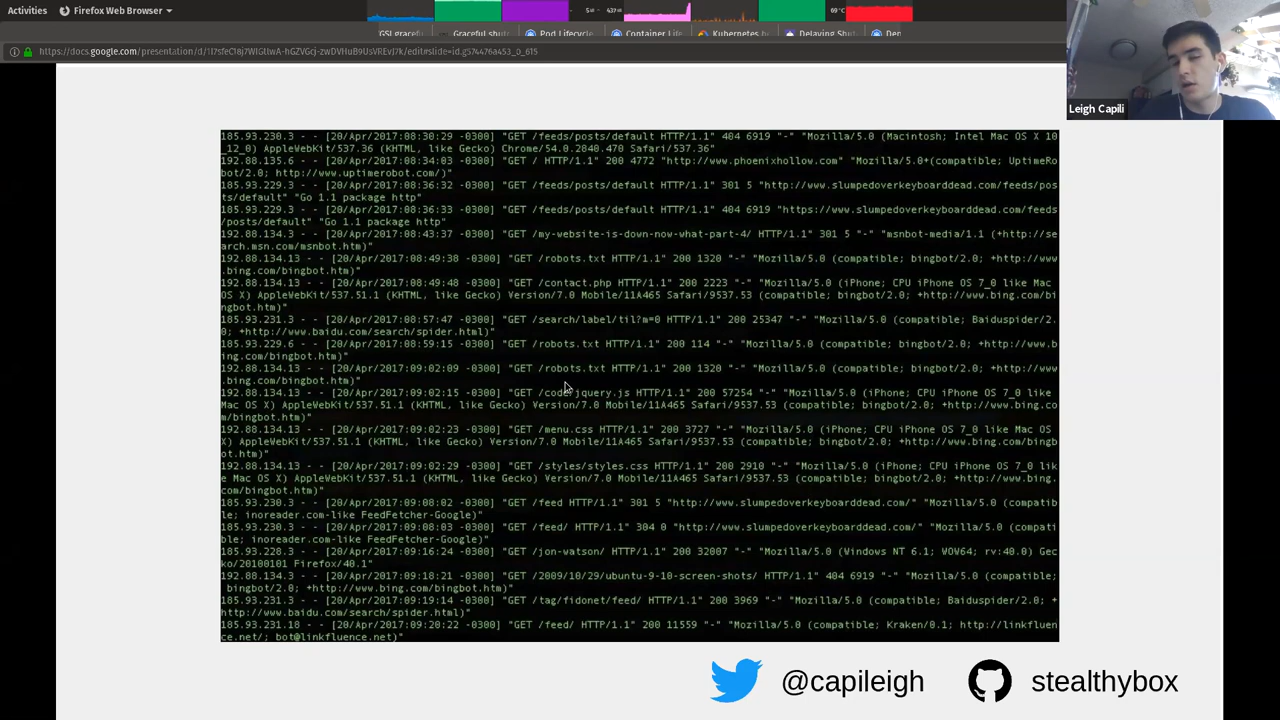 Activities
Firefox Web Browser
69°C
GSI graceful
Graceful shut
Pod Lifecycle
Container Life
Kubernetes be
Delaying Shut
https://docs.google.com/presentation/d/
Leigh Capili
185.93.230.3 - - [20/Apr/2017:08:30:29 -0300] "GET /feeds/posts/default HTTP/1.1" 404 6919 "-" "Mozilla/5.0 (Macintosh; Intel Mac OS X 10
_12_0) AppleWebKit/537.36 (KHTML, like Gecko) Chrome/54.0.2840.470 Safari/537.36"
192.88.135.6 - - [20/Apr/2017:08:34:03 -0300] "GET / HTTP/1.1" 200 4772 "http://www.phoenixhollow.com" "Mozilla/5.0+(compatible; UptimeRo
bot/2.0; http://www.uptimerobot.com/)"
185.93.229.3 - - [20/Apr/2017:08:36:32 -0300] "GET /feeds/posts/default HTTP/1.1" 301 5 "http://www.slumpedoverkeyboarddead.com/feeds/pos
ts/default" "Go 1.1 package http"
185.93.229.3 - - [20/Apr/2017:08:36:33 -0300] "GET /feeds/posts/default HTTP/1.1" 404 6919 "https://www.slumpedoverkeyboarddead.com/feeds
/posts/default" "Go 1.1 package http"
192.88.134.3 - - [20/Apr/2017:08:43:37 -0300] "GET /my-website-is-down-now-what-part-4/ HTTP/1.1" 301 5 "-" "msnbot-media/1.1 (+http://se
arch.msn.com/msnbot.htm)"
192.88.134.13 - - [20/Apr/2017:08:49:38 -0300] "GET /robots.txt HTTP/1.1" 200 1320 "-" "Mozilla/5.0 (compatible; bingbot/2.0; +http://www
.bing.com/bingbot.htm)"
192.88.134.13 - - [20/Apr/2017:08:49:48 -0300] "GET /contact.php HTTP/1.1" 200 2223 "-" "Mozilla/5.0 (iPhone; CPU iPhone OS 7_0 like Mac
OS X) AppleWebKit/537.51.1 (KHTML, like Gecko) Version/7.0 Mobile/11A465 Safari/9537.53 (compatible; bingbot/2.0; +http://www.bing.com/bi
ngbot.htm)"
185.93.231.3 - - [20/Apr/2017:08:57:47 -0300] "GET /search/label/til?m=0 HTTP/1.1" 200 25347 "-" "Mozilla/5.0 (compatible; Baiduspider/2.
0; +http://www.baidu.com/search/spider.html)"
185.93.229.6 - - [20/Apr/2017:08:59:15 -0300] "GET /robots.txt HTTP/1.1" 200 114 "-" "Mozilla/5.0 (compatible; bingbot/2.0; +http://www.b
ing.com/bingbot.htm)"
192.88.134.13 - - [20/Apr/2017:09:02:09 -0300] "GET /robots.txt HTTP/1.1" 200 1320 "-" "Mozilla/5.0 (compatible; bingbot/2.0; +http://www
.bing.com/bingbot.htm)"
192.88.134.13 - - [20/Apr/2017:09:02:15 -0300] "GET /code/jquery.js HTTP/1.1" 200 57254 "-" "Mozilla/5.0 (iPhone; CPU iPhone OS 7_0 like
Mac OS X) AppleWebKit/537.51.1 (KHTML, like Gecko) Version/7.0 Mobile/11A465 Safari/9537.53 (compatible; bingbot/2.0; +http://www.bing.co
m/bingbot.htm)"
192.88.134.13 - - [20/Apr/2017:09:02:23 -0300] "GET /menu.css HTTP/1.1" 200 3727 "-" "Mozilla/5.0 (iPhone; CPU iPhone OS 7_0 like Mac OS
X) AppleWebKit/537.51.1 (KHTML, like Gecko) Version/7.0 Mobile/11A465 Safari/9537.53 (compatible; bingbot/2.0; +http://www.bing.com/bingb
ot.htm)"
192.88.134.13 - - [20/Apr/2017:09:02:29 -0300] "GET /styles/styles.css HTTP/1.1" 200 2910 "-" "Mozilla/5.0 (iPhone; CPU iPhone OS 7_0 lik
e Mac OS X) AppleWebKit/537.51.1 (KHTML, like Gecko) Version/7.0 Mobile/11A465 Safari/9537.53 (compatible; bingbot/2.0; +http://www.bing.
com/bingbot.htm)"
185.93.230.3 - - [20/Apr/2017:09:08:02 -0300] "GET /feed HTTP/1.1" 301 5 "http://www.slumpedoverkeyboarddead.com/" "Mozilla/5.0 (compatib
le; inoreader.com-like FeedFetcher-Google)"
185.93.230.3 - - [20/Apr/2017:09:08:03 -0300] "GET /feed/ HTTP/1.1" 304 0 "http://www.slumpedoverkeyboarddead.com/" "Mozilla/5.0 (compati
ble; inoreader.com-like FeedFetcher-Google)"
185.93.228.3 - - [20/Apr/2017:09:16:24 -0300] "GET /jon-watson/ HTTP/1.1" 200 32007 "-" "Mozilla/5.0 (Windows NT 6.1; WOW64; rv:40.0) Gec
ko/20100101 Firefox/40.1"
192.88.134.3 - - [20/Apr/2017:09:18:21 -0300] "GET /2009/10/29/ubuntu-9-10-screen-shots/ HTTP/1.1" 404 6919 "-" "Mozilla/5.0 (compatible;
bingbot/2.0; +http://www.bing.com/bingbot.htm)"
185.93.231.3 - - [20/Apr/2017:09:19:14 -0300] "GET /tag/fidonet/feed/ HTTP/1.1" 200 3969 "-" "Mozilla/5.0 (compatible; Baiduspider/2.0; +
http://www.baidu.com/search/spider.html)"
185.93.231.18 - - [20/Apr/2017:09:20:22 -0300] "GET /feed/ HTTP/1.1" 200 11559 "-" "Mozilla/5.0 (compatible; Kraken/0.1; http://linkfluen
ce.net/; bot@linkfluence.net)"
@capileigh
stealthybox